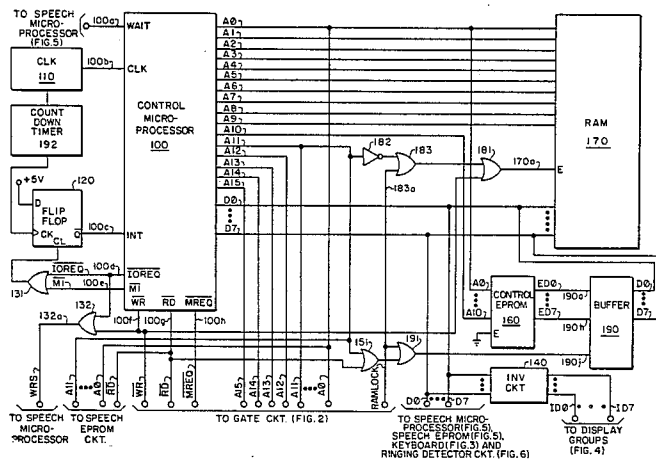 TO SPEECH
MICRO-
PROCESSOR
(FIG.5)
100a
WAIT
CLK
110
100b
CLK
COUNT
DOWN
TIMER
192
CONTROL
MICRO-
PROCESSOR
100
A0
A1
A2
A3
A4
A5
A6
A7
A8
A9
A10
A11
A12
A13
A14
A15
D0
D7
RAM
170
182
183
181
170a
E
183a
+5V
120
D
FLIP
FLOP
Q
CK
CL
100c
INT
131
IOREQ
100d
IOREQ
M1
100e
M1
132a
132
WR
RD
MREQ
100f
100g
100h
A0
A10
CONTROL
EPROM
160
E
ED0
190a
ED7
190h
BUFFER
190
D0
D7
151
191
190j
140
INV
CKT
WRS
A11
A0
RD
WR
RD
MREQ
A15
A14
A13
A12
A11
A0
RAMLOCK
D0
D7
ID0
ID7
TO SPEECH
MICRO-
PROCESSOR
TO SPEECH
EPROM
CKT.
TO GATE CKT. (FIG. 2)
TO SPEECH MICRO-
PROCESSOR(FIG.5),
SPEECH EPROM(FIG.5),
KEYBOARD(FIG.3) AND
RINGING DETECTOR CKT. (FIG. 6)
TO DISPLAY
GROUPS
(FIG. 4)